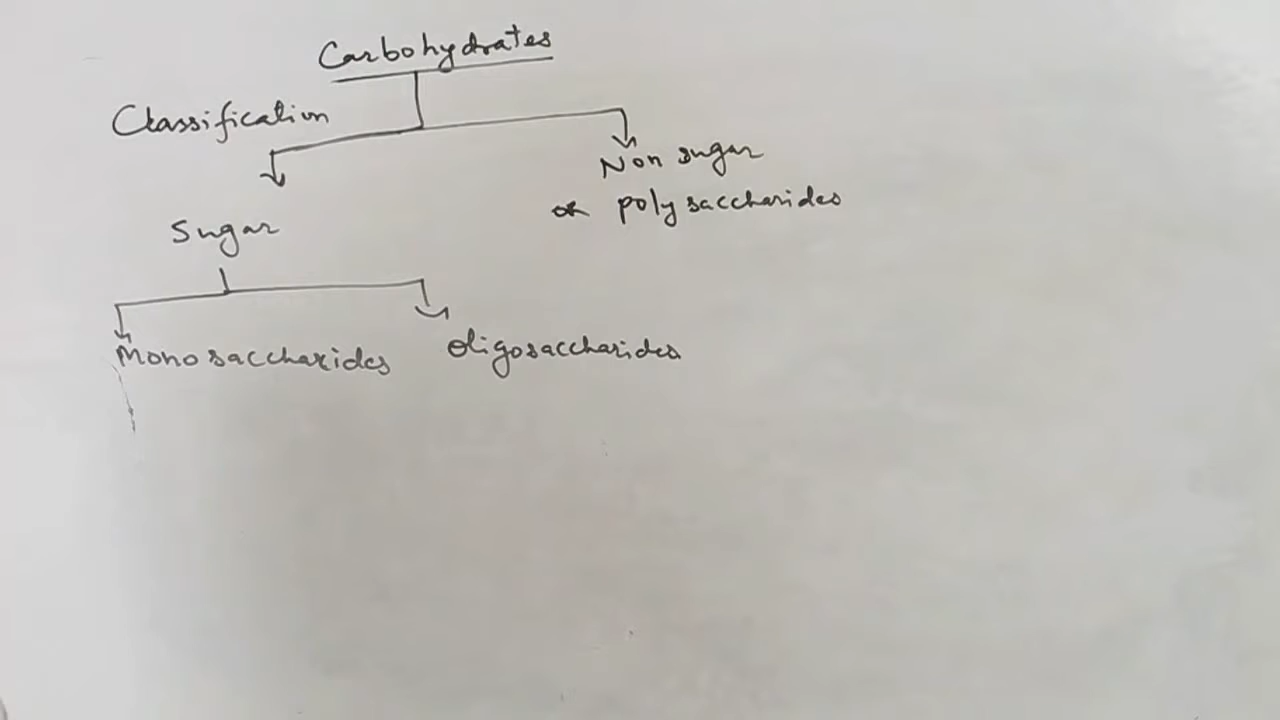 Carbohydrates
Classification
Non sugar
or polysaccharides
Sugar
Monosaccharides
oligosaccharides